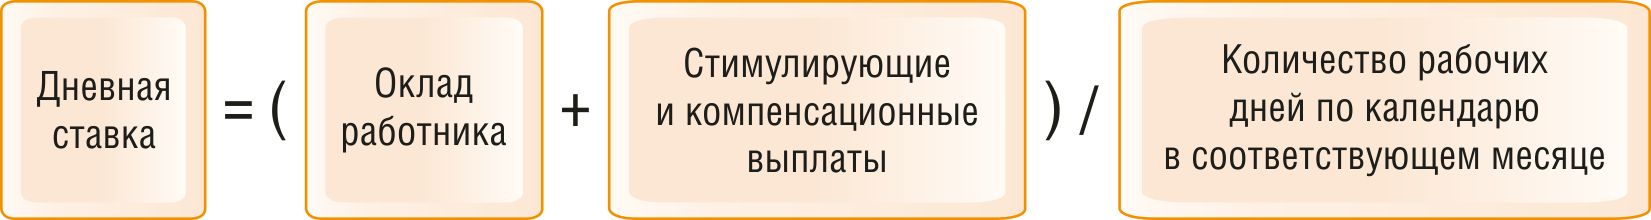 Дневная
ставка
= (
Оклад
работника
+
Стимулирующие
и компенсационные
выплаты
) /
Количество рабочих
дней по календарю
в соответствующем месяце